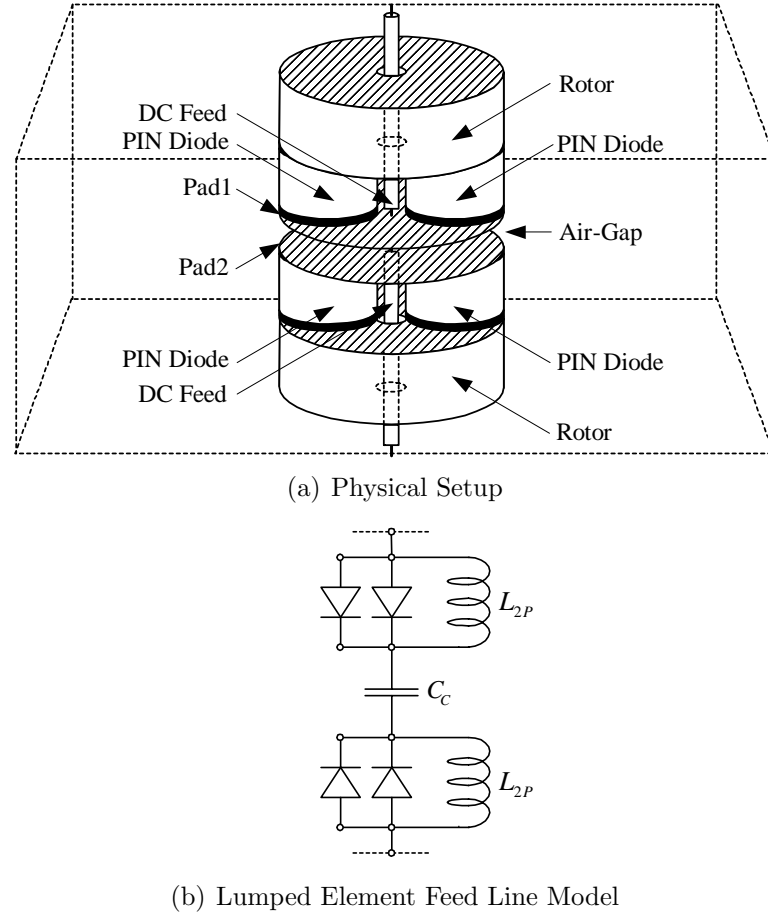 Rotor
DC Feed
PIN Diode
PIN Diode
Pad1
Air-Gap
Pad2
PIN Diode
PIN Diode
DC Feed
Rotor
(a) Physical Setup
L2P
CC
L2P
(b) Lumped Element Feed Line Model